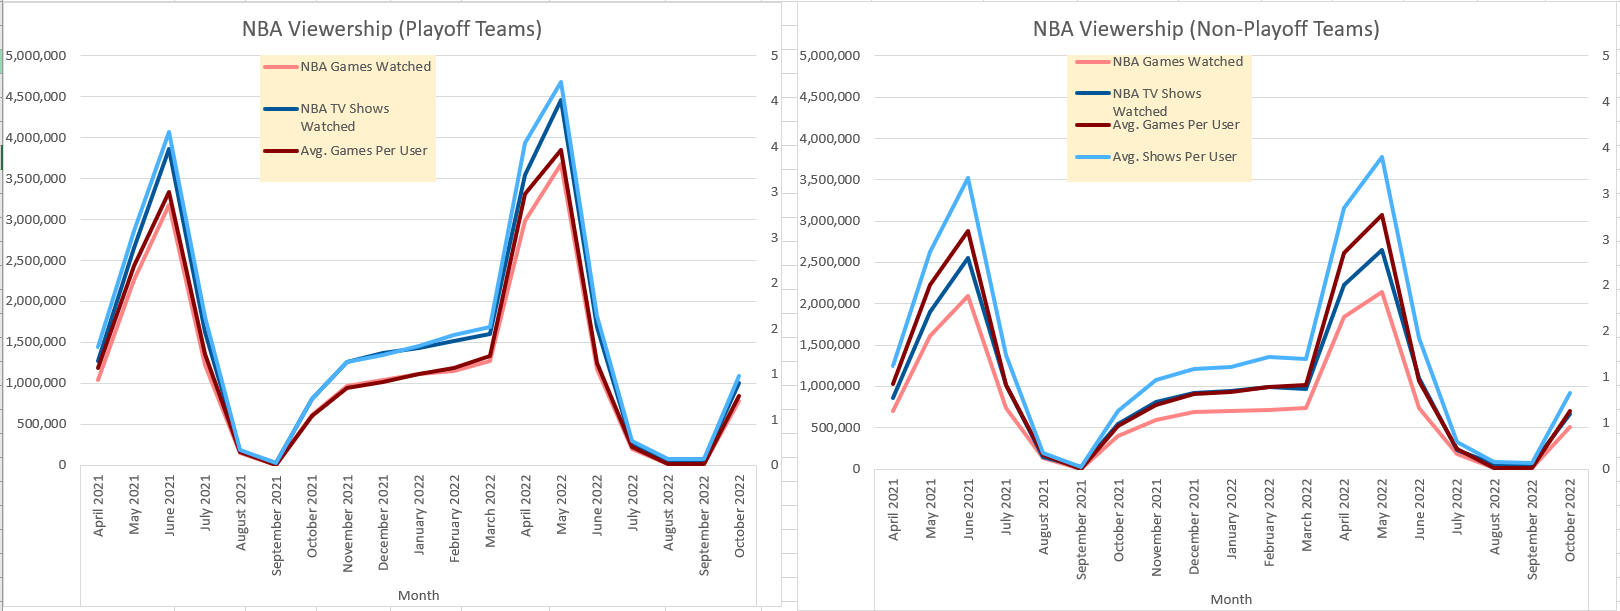 NBA Viewership (Playoff Teams)
5,000,000
4,500,000
4,000,000
3,500,000
3,000,000
2,500,000
2,000,000
1,500,000
1,000,000
500,000
0
NBA Games Watched
NBA TV Shows
Watched
Avg. Games Per User
5
4
4
3
3
2
2
1
1
0
April 2021
May 2021
June 2021
July 2021
August 2021
September 2021
October 2021
November 2021
December 2021
January 2022
February 2022
March 2022
April 2022
May 2022
June 2022
July 2022
August 2022
September 2022
October 2022
Month
NBA Viewership (Non-Playoff Teams)
5,000,000
4,500,000
4,000,000
3,500,000
3,000,000
2,500,000
2,000,000
1,500,000
1,000,000
500,000
0
NBA Games Watched
NBA TV Shows
Watched
Avg. Games Per User
Avg. Shows Per User
5
4
4
3
3
2
2
1
1
0
April 2021
May 2021
June 2021
July 2021
August 2021
September 2021
October 2021
November 2021
December 2021
January 2022
February 2022
March 2022
April 2022
May 2022
June 2022
July 2022
August 2022
September 2022
October 2022
Month